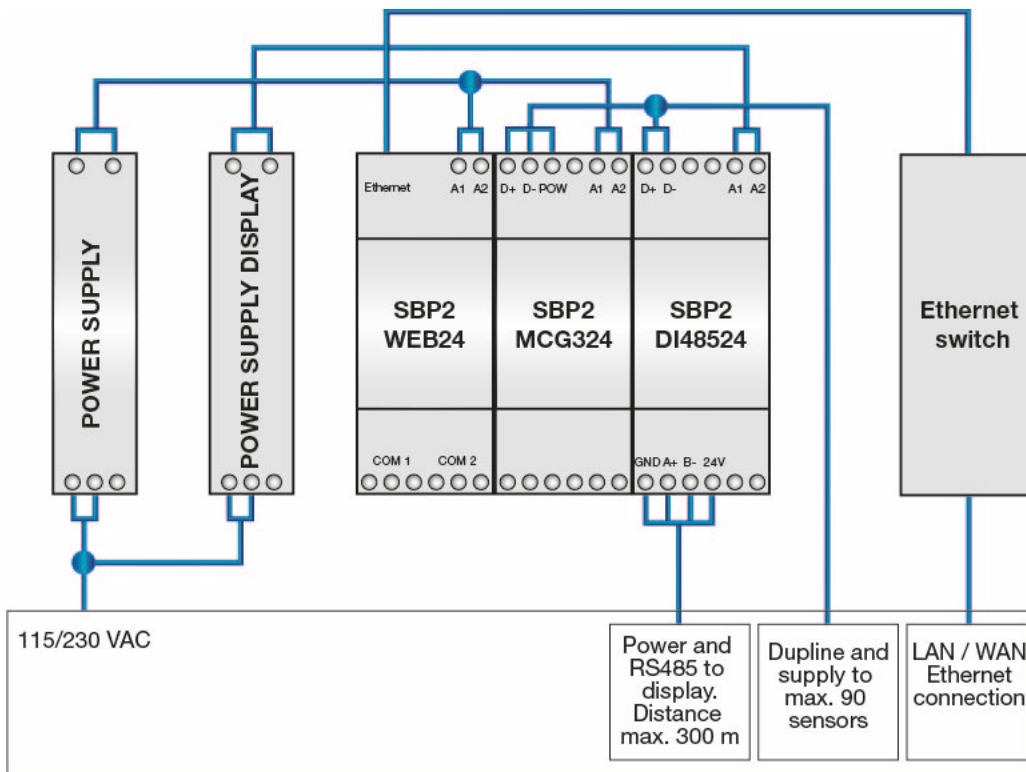 POWER SUPPLY
POWER SUPPLY DISPLAY
Ethernet
A1 A2
D+ D- POW
A1 A2
D+ D-
A1 A2
SBP2
WEB24
SBP2
MCG324
SBP2
DI48524
Ethernet
switch
COM 1
COM 2
GND A+ B- 24V
115/230 VAC
Power and
RS485 to
display.
Distance
max. 300 m
Dupline and
supply to
max. 90
sensors
LAN / WAN
Ethernet
connection